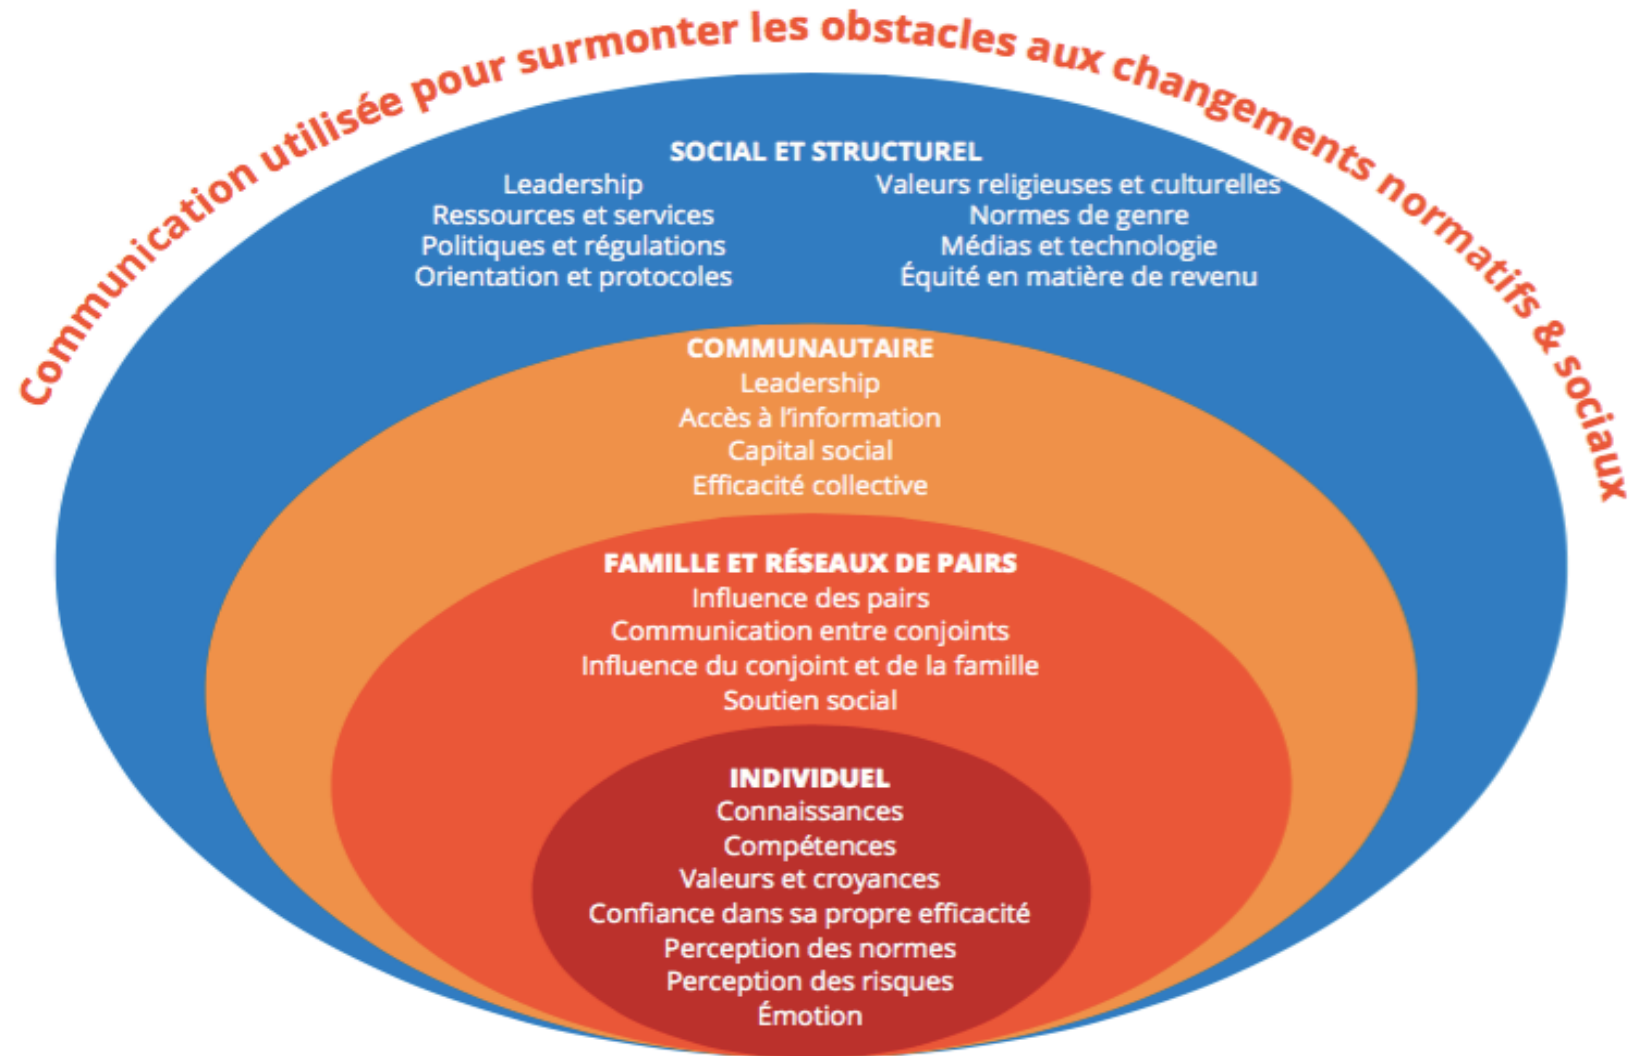 Communication utilisée pour surmonter les obstacles aux changements normatifs & sociaux
SOCIAL ET STRUCTUREL
Leadership
Ressources et services
Politiques et régulations
Orientation et protocoles
Valeurs religieuses et culturelles
Normes de genre
Médias et technologie
Équité en matière de revenu
COMMUNAUTAIRE
Leadership
Accès à l'information
Capital social
Efficacité collective
FAMILLE ET RÉSEAUX DE PAIRS
Influence des pairs
Communication entre conjoints
Influence du conjoint et de la famille
Soutien social
INDIVIDUEL
Connaissances
Compétences
Valeurs et croyances
Confiance dans sa propre efficacité
Perception des normes
Perception des risques
Émotion